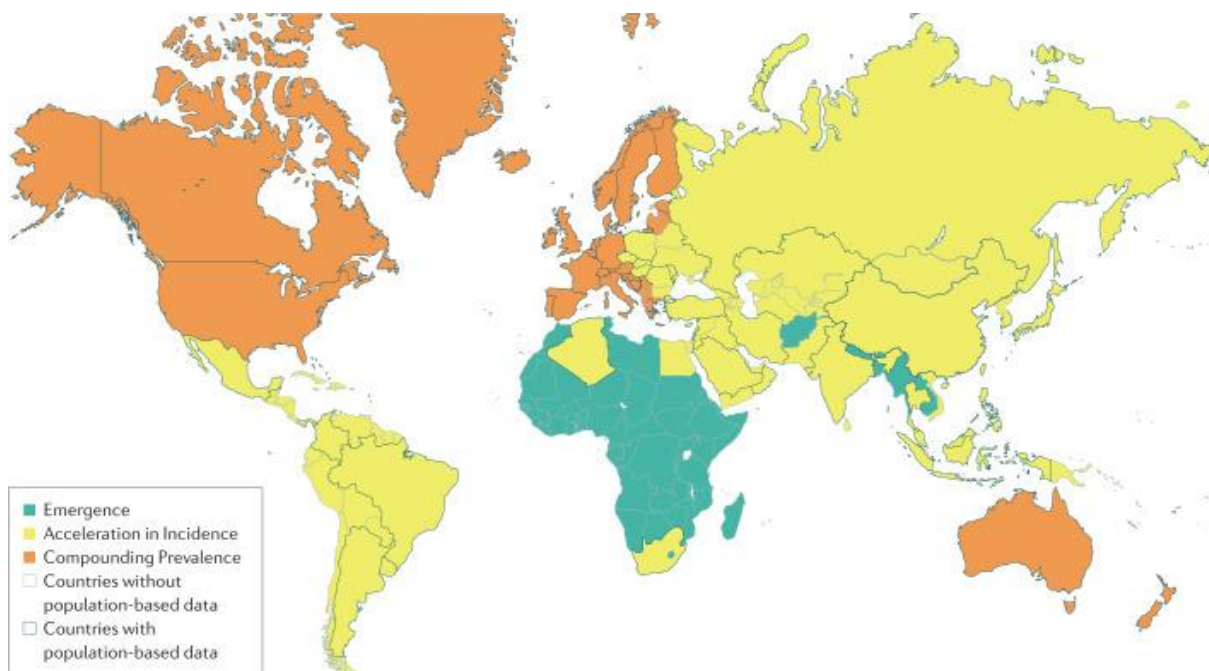 Emergence
Acceleration in Incidence
Compounding Prevalence
Countries without
population-based data
Countries with
population-based data